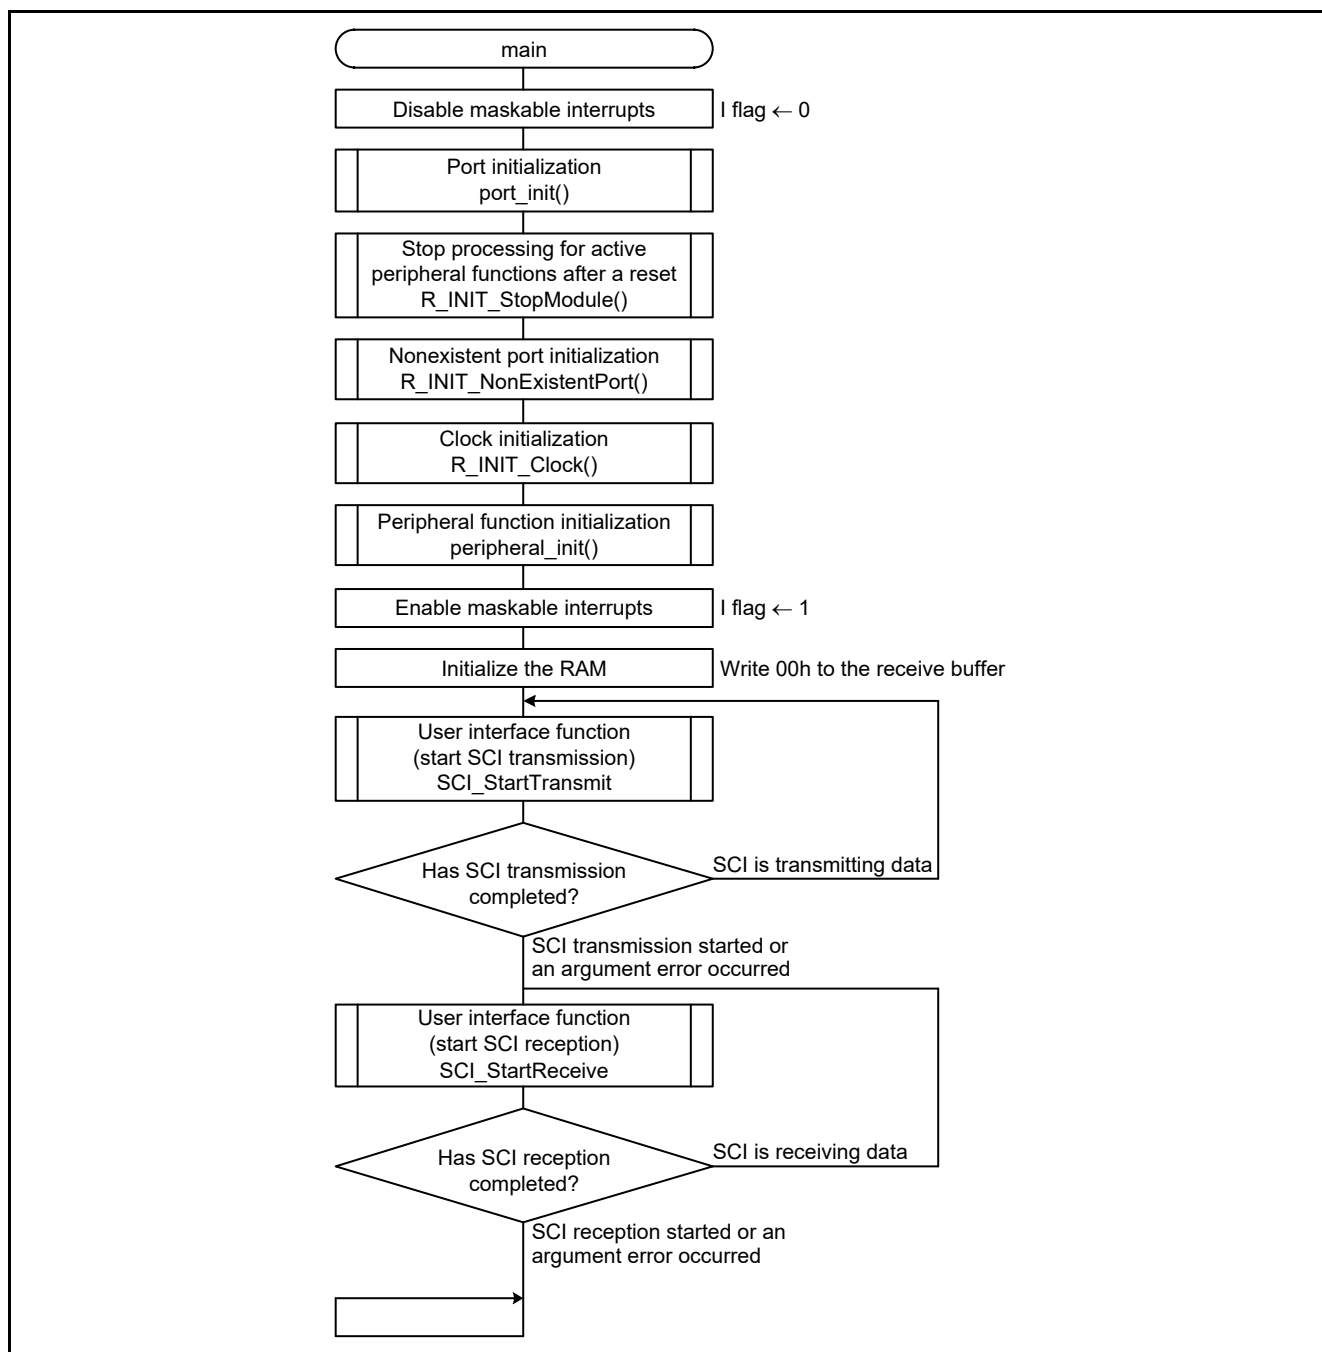 main
Disable maskable interrupts
I flag ← 0
Port initialization
port_init()
Stop processing for active
peripheral functions after a reset
R_INIT_StopModule()
Nonexistent port initialization
R_INIT_NonExistentPort()
Clock initialization
R_INIT_Clock()
Peripheral function initialization
peripheral_init()
Enable maskable interrupts
I flag ← 1
Initialize the RAM
Write 00h to the receive buffer
User interface function
(start SCI transmission)
SCI_StartTransmit
Has SCI transmission
completed?
SCI is transmitting data
SCI transmission started or
an argument error occurred
User interface function
(start SCI reception)
SCI_StartReceive
Has SCI reception
completed?
SCI is receiving data
SCI reception started or an
argument error occurred